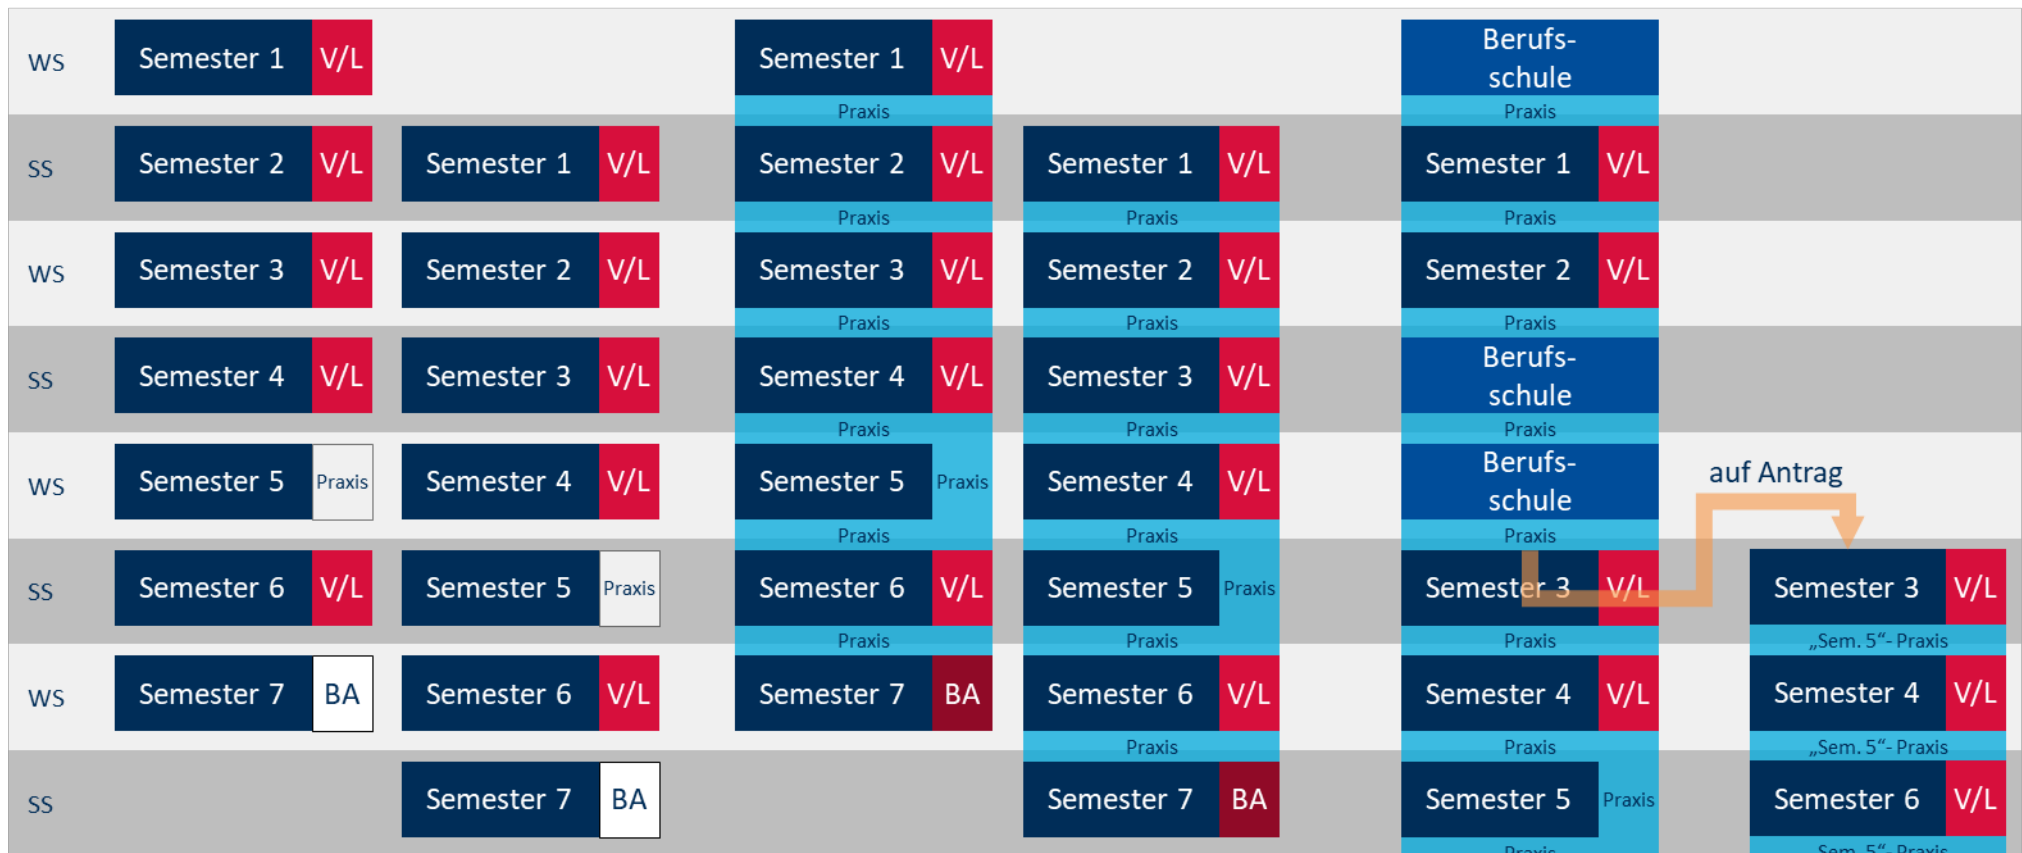 WS Semester 1 V/L Semester 1 V/L Berufs-
schule
Praxis Praxis
SS Semester 2 V/L Semester 1 V/L Semester 2 V/L Semester 1 V/L Semester 1 V/L
Praxis Praxis Praxis
WS Semester 3 V/L Semester 2 V/L Semester 3 V/L Semester 2 V/L Semester 2 V/L
Praxis Praxis Praxis
SS Semester 4 V/L Semester 3 V/L Semester 4 V/L Semester 3 V/L Berufs-
schule
Praxis Praxis Praxis
WS Semester 5 Praxis Semester 4 V/L Semester 5 Praxis Semester 4 V/L Berufs-
schule
auf Antrag
Praxis Praxis Praxis
SS Semester 6 V/L Semester 5 Praxis Semester 6 V/L Semester 5 Praxis Semester 3 V/L Semester 3 V/L
Praxis Praxis Praxis „Sem. 5“- Praxis
WS Semester 7 BA Semester 6 V/L Semester 7 BA Semester 6 V/L Semester 4 V/L Semester 4 V/L
Praxis Praxis „Sem. 5“- Praxis
SS Semester 7 BA Semester 7 BA Semester 5 Praxis Semester 6 V/L
Praxis „Sem. 5“- Praxis